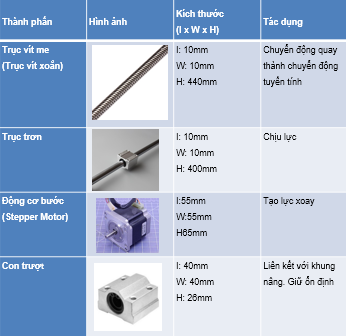 Thành phần
Hình ảnh
Kích thước
(l x W x H)
Tác dụng
Trục vít me
(Trục vít xoắn)
l: 10mm
W: 10mm
H: 440mm
Chuyển động quay
thành chuyển động
tuyến tính
Trục trơn
l: 10mm
W: 10mm
H: 400mm
Chịu lực
Động cơ bước
(Stepper Motor)
l:55mm
W:55mm
H65mm
Tạo lực xoay
Con trượt
l: 40mm
W: 40mm
H: 26mm
Liên kết với khung
nâng. Giữ ổn định